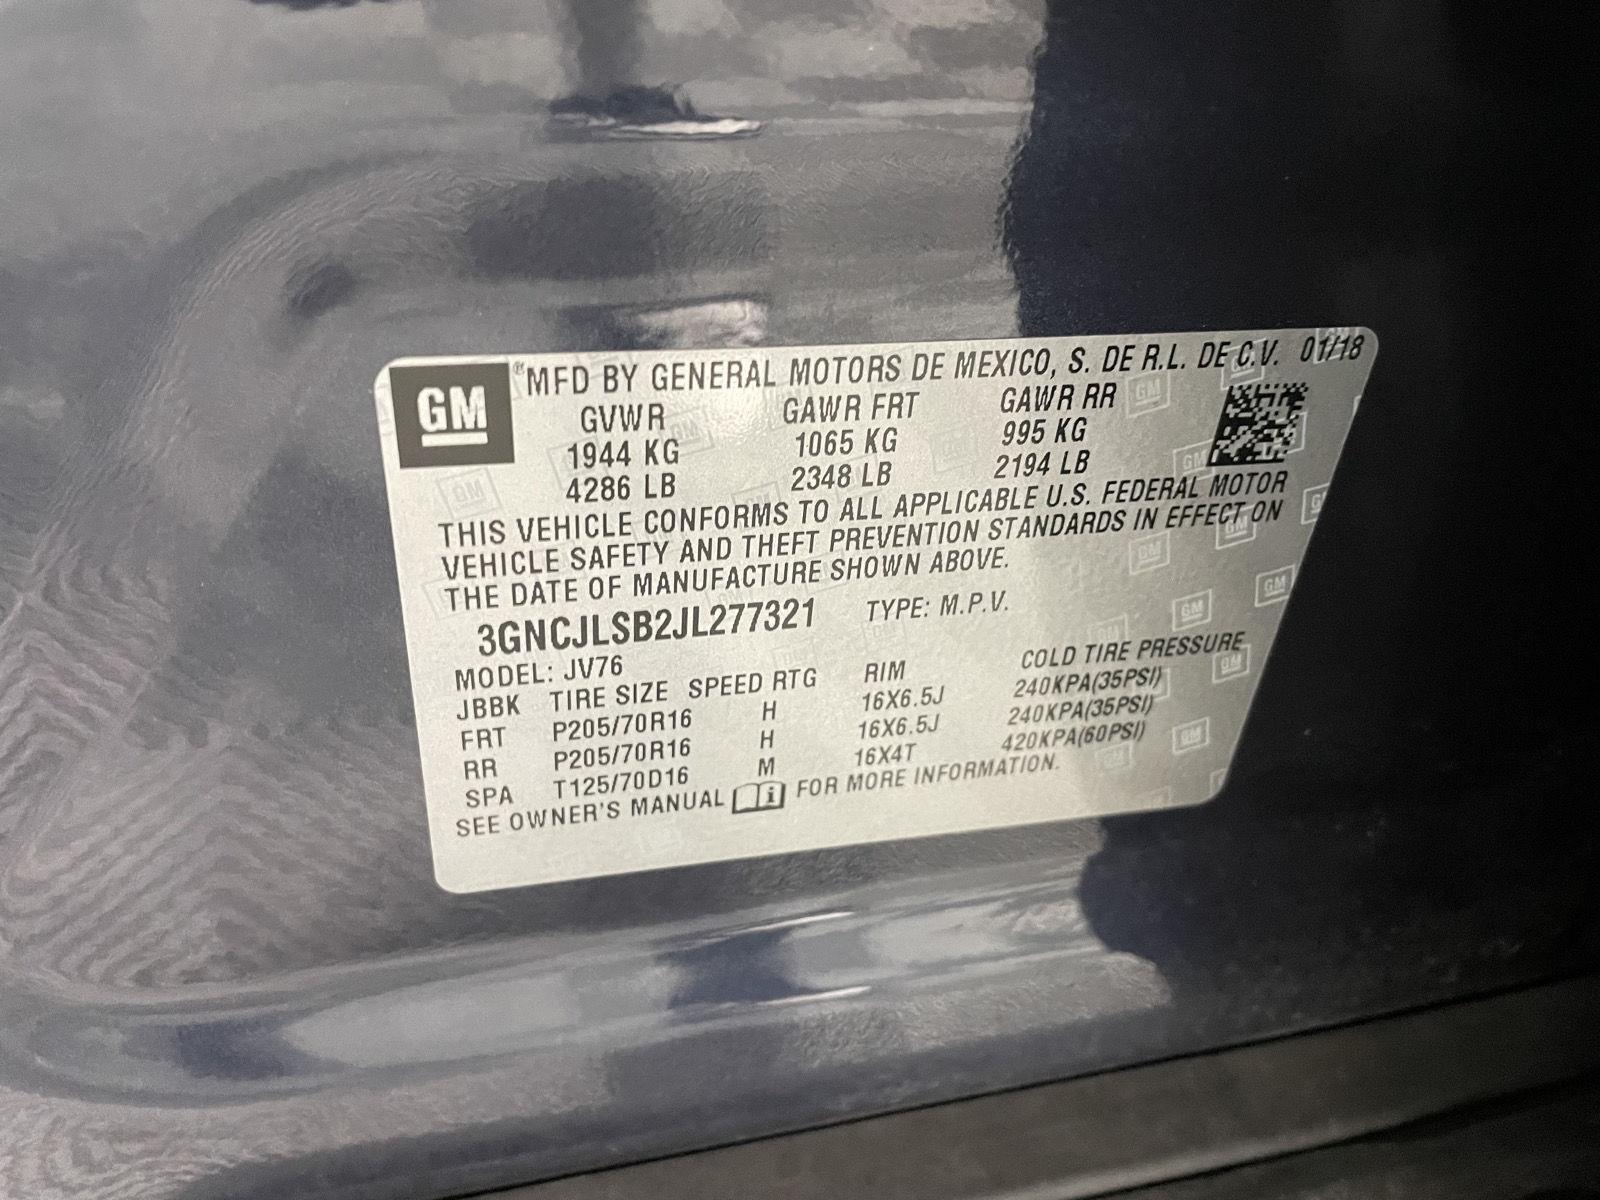 GM ®MFD BY GENERAL MOTORS DE MEXICO, S. DE R.L. DE C.V. 01/18
GVWR GAWR FRT GAWR RR
1944 KG 1065 KG 995 KG
4286 LB 2348 LB 2194 LB
THIS VEHICLE CONFORMS TO ALL APPLICABLE U.S. FEDERAL MOTOR
VEHICLE SAFETY AND THEFT PREVENTION STANDARDS IN EFFECT ON
THE DATE OF MANUFACTURE SHOWN ABOVE.
3GNCJLSB2JL277321 TYPE: M.P.V.
MODEL: JV76
JBBK TIRE SIZE SPEED RTG RIM COLD TIRE PRESSURE
FRT P205/70R16 H 16X6.5J 240KPA(35PSI)
RR P205/70R16 H 16X6.5J 240KPA(35PSI)
SPA T125/70D16 M 16X4T 420KPA(60PSI)
SEE OWNER'S MANUAL FOR MORE INFORMATION.